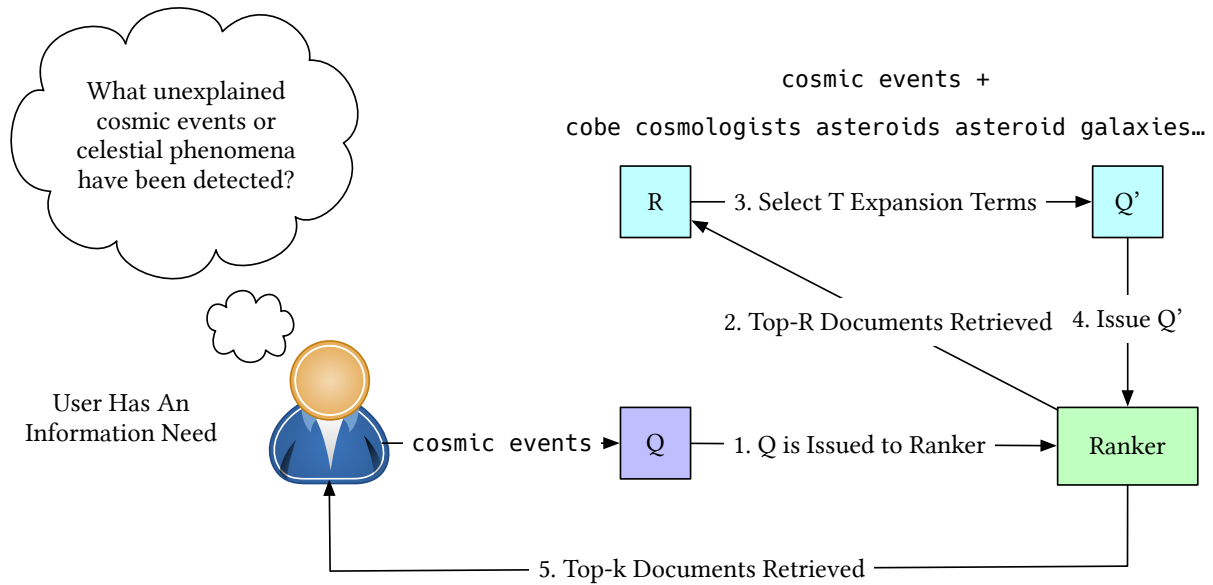 What unexplained
cosmic events or
celestial phenomena
have been detected?
cosmic events +
cobe cosmologists asteroids asteroid galaxies…
R
3. Select T Expansion Terms
Q’
2. Top-R Documents Retrieved
4. Issue Q’
User Has An
Information Need
cosmic events
Q
1. Q is Issued to Ranker
Ranker
5. Top-k Documents Retrieved